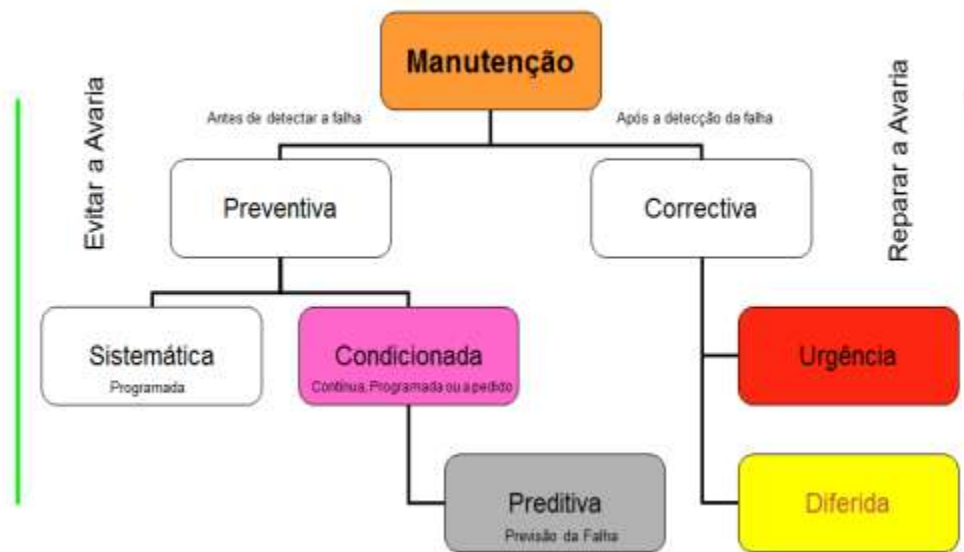 Manutenção
Evitar a Avaria
Antes de detectar a falha
Após a detecção da falha
Reparar a Avaria
Preventiva
Correctiva
Sistemática
Programada
Condicionada
Contínua, Programada ou a pedido
Urgência
Preditiva
Previsão da Falha
Diferida